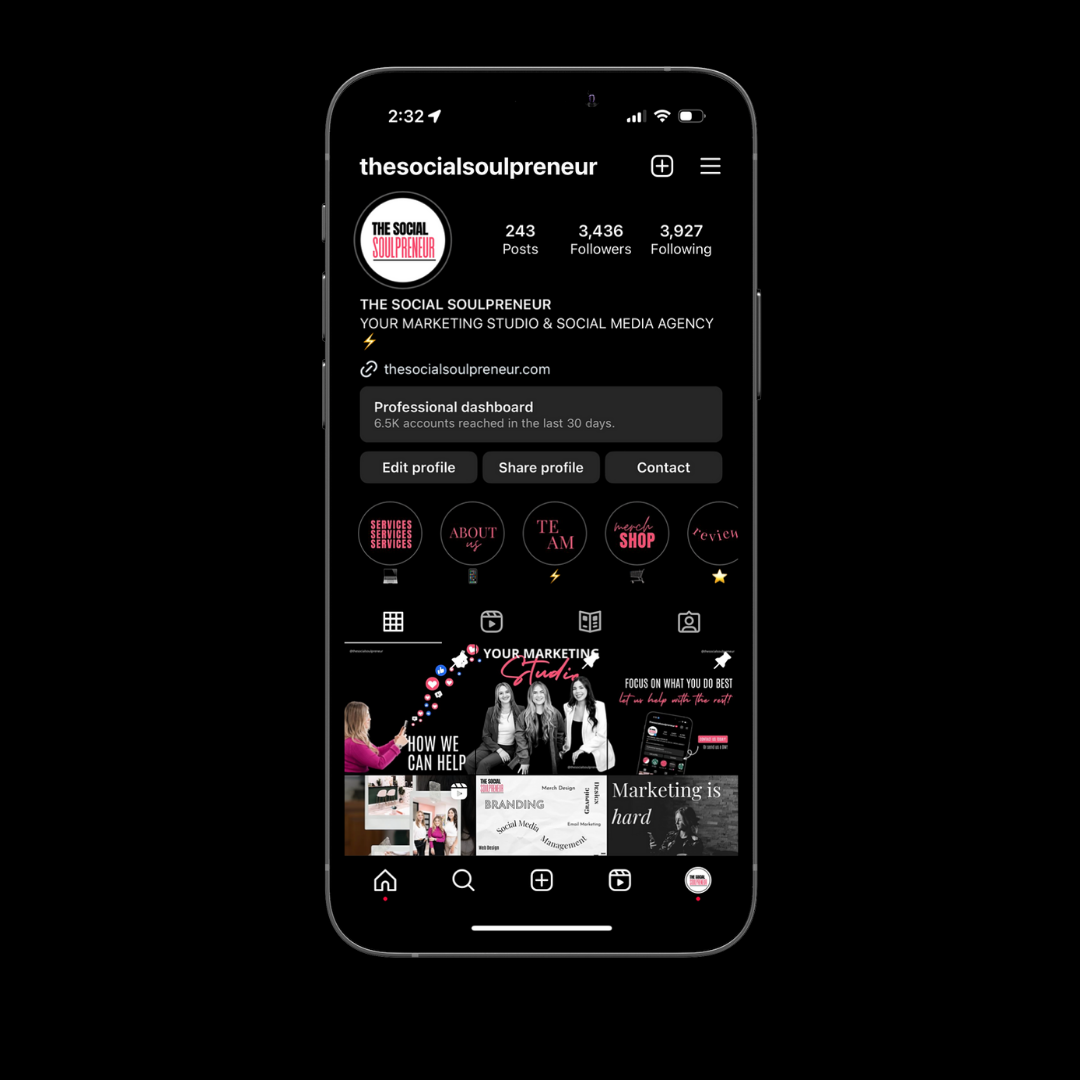 2:32
thesocialsoulpreneur
THE SOCIAL
SOULPRENEUR
243
Posts
3,436
Followers
3,927
Following
THE SOCIAL SOULPRENEUR
YOUR MARKETING STUDIO & SOCIAL MEDIA AGENCY
⚡
thesocialsoulpreneur.com
Professional dashboard
6.5K accounts reached in the last 30 days.
Edit profile
Share profile
Contact
SERVICES
SERVICES
SERVICES
ABOUT
us
TE
AM
merch
SHOP
review
HOW WE
CAN HELP
YOUR MARKETING
Studio
FOCUS ON WHAT YOU DO BEST
let us help with the rest!
THE SOCIAL
SOULPRENEUR
Merch Design
BRANDING
Graphic
DESIGN
Social Media
Management
Email Marketing
Web Design
Marketing is
hard
THE SOCIAL
SOULPRENEUR